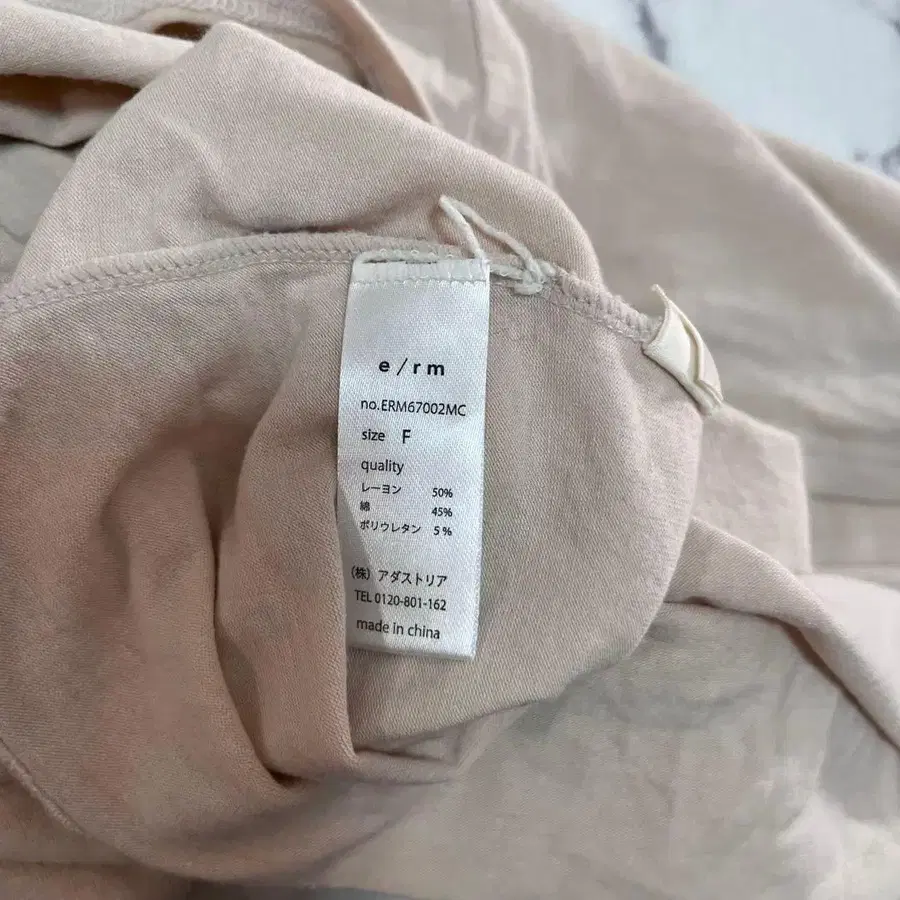 e / r m
no.ERM67002MC
size F
quality
レーヨン 50%
綿 45%
ポリウレタン 5%
(株) アダストリア
TEL 0120-801-162
made in china